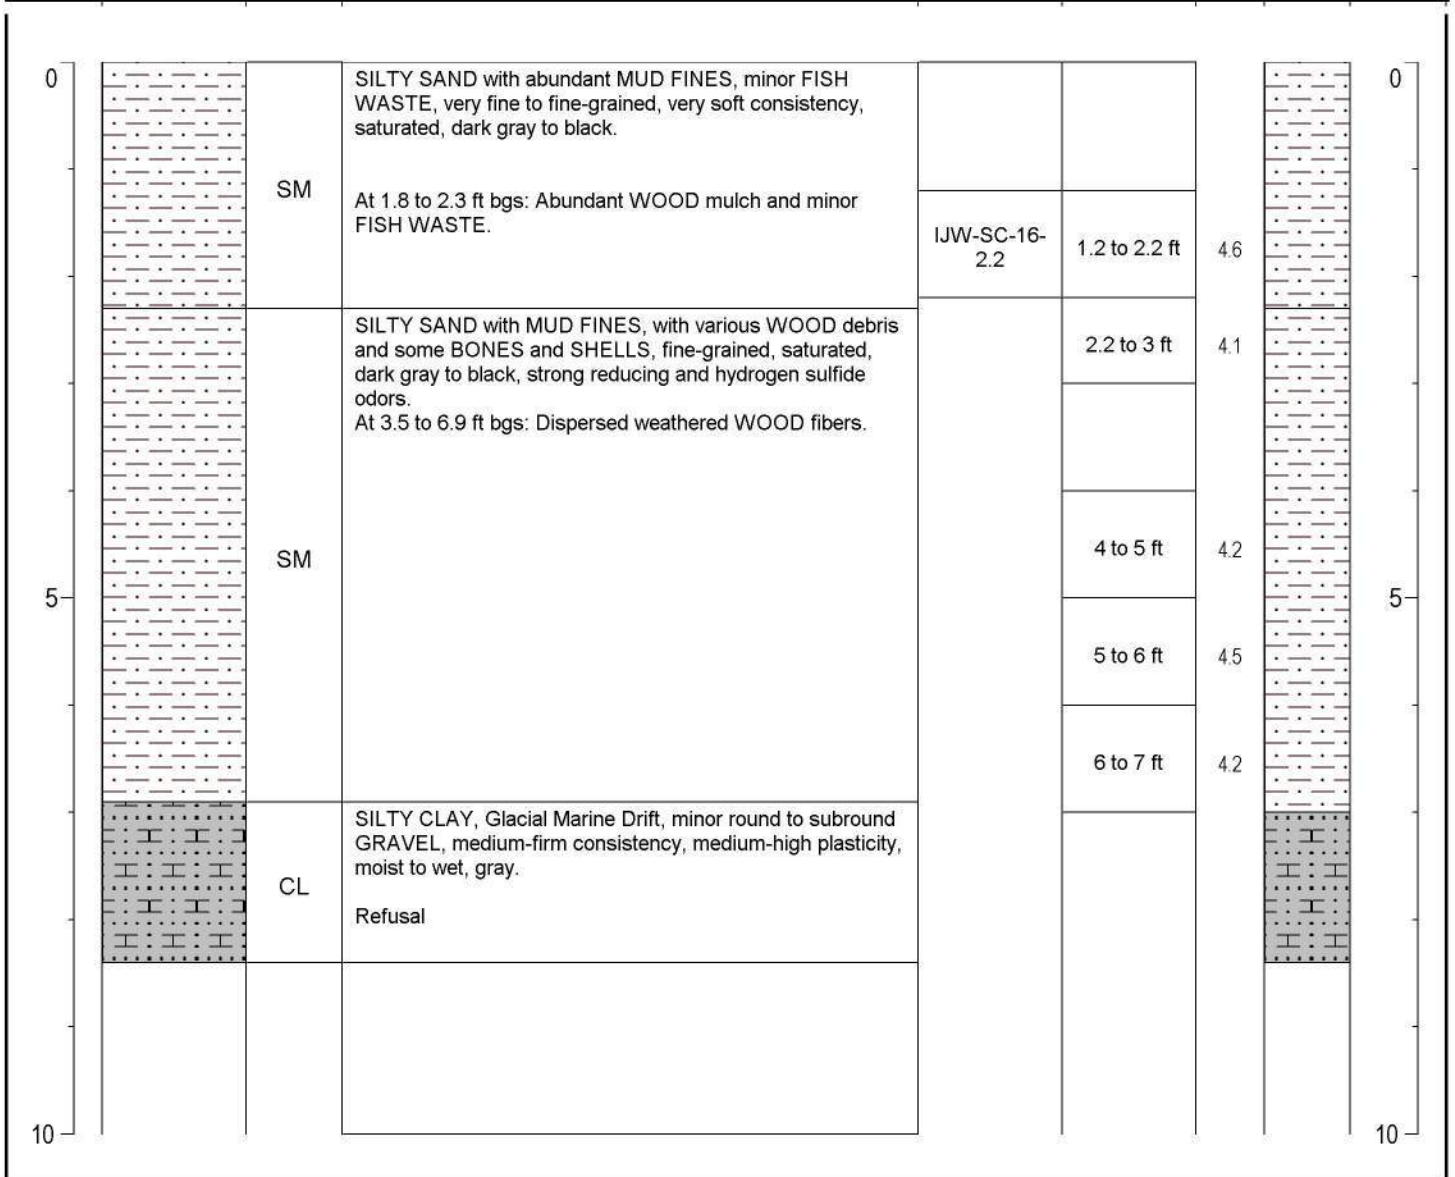 0
SM
SILTY SAND with abundant MUD FINES, minor FISH
WASTE, very fine to fine-grained, very soft consistency,
saturated, dark gray to black.
At 1.8 to 2.3 ft bgs: Abundant WOOD mulch and minor
FISH WASTE.
IJW-SC-16-
2.2
1.2 to 2.2 ft
4.6
0
SM
SILTY SAND with MUD FINES, with various WOOD debris
and some BONES and SHELLS, fine-grained, saturated,
dark gray to black, strong reducing and hydrogen sulfide
odors.
At 3.5 to 6.9 ft bgs: Dispersed weathered WOOD fibers.
2.2 to 3 ft
4.1
4 to 5 ft
4.2
5
5
5 to 6 ft
4.5
6 to 7 ft
4.2
CL
SILTY CLAY, Glacial Marine Drift, minor round to subround
GRAVEL, medium-firm consistency, medium-high plasticity,
moist to wet, gray.
Refusal
10
10